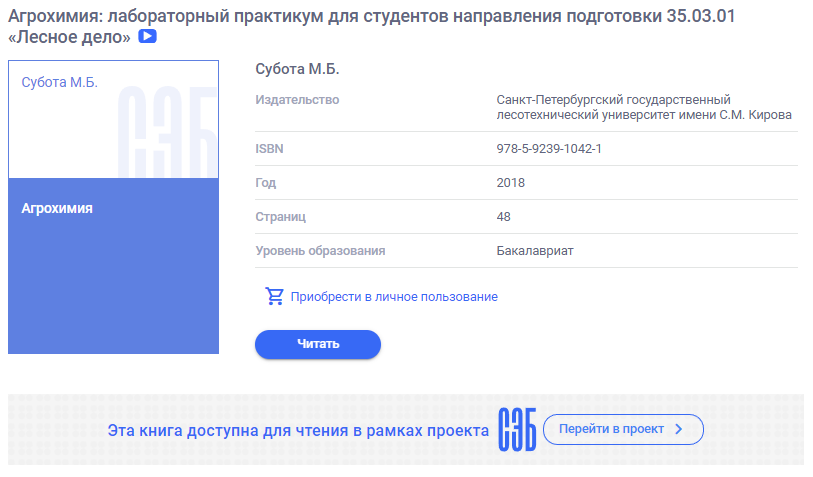 Агрохимия: лабораторный практикум для студентов направления подготовки 35.03.01
«Лесное дело»
Субота М.Б.
СЭБ
Агрохимия
Субота М.Б.
Издательство
Санкт-Петербургский государственный
лесотехнический университет имени С.М. Кирова
ISBN
978-5-9239-1042-1
Год
2018
Страниц
48
Уровень образования
Бакалавриат
Приобрести в личное пользование
Читать
Эта книга доступна для чтения в рамках проекта
СЭБ
Перейти в проект